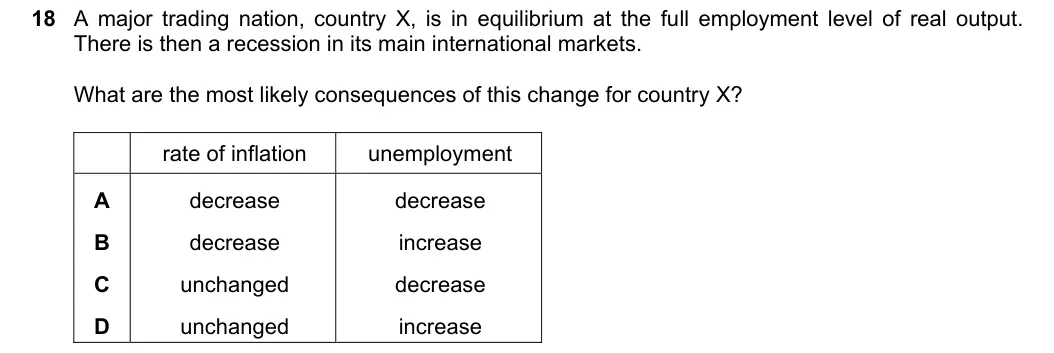 18 A major trading nation, country X, is in equilibrium at the full employment level of real output.
There is then a recession in its main international markets.
What are the most likely consequences of this change for country X?
rate of inflation unemployment
A decrease decrease
B decrease increase
C unchanged decrease
D unchanged increase